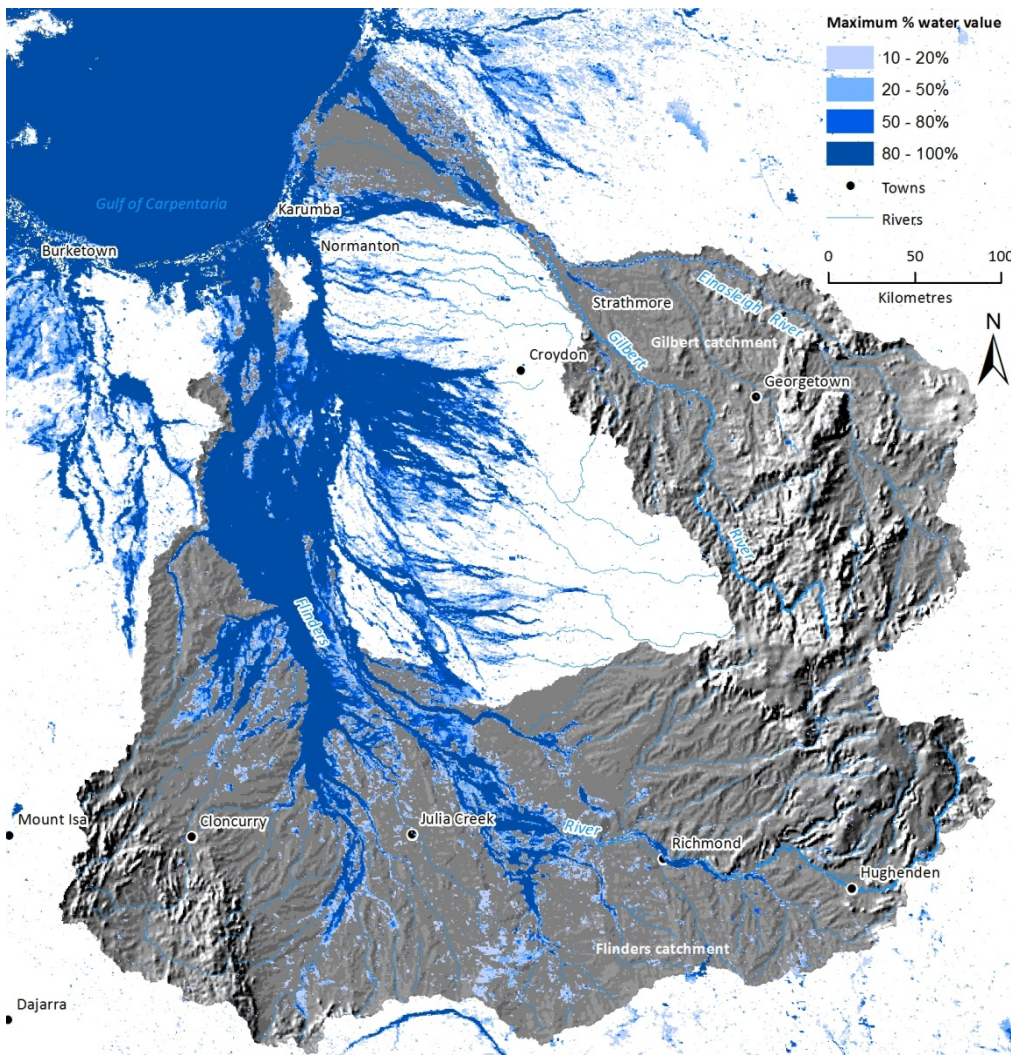 Maximum % water value
10 - 20%
20 - 50%
50 - 80%
80 - 100%
Towns
Rivers
0 50 100
Kilometres
N
Gulf of Carpentaria
Karumba
Burketown
Normanton
Strathmore
Einasleigh River
Gilbert
Gilbert catchment
Croydon
Georgetown
River
Flinders
Mount Isa
Cloncurry
Julia Creek
River
Richmond
Hughenden
Flinders catchment
Dajarra